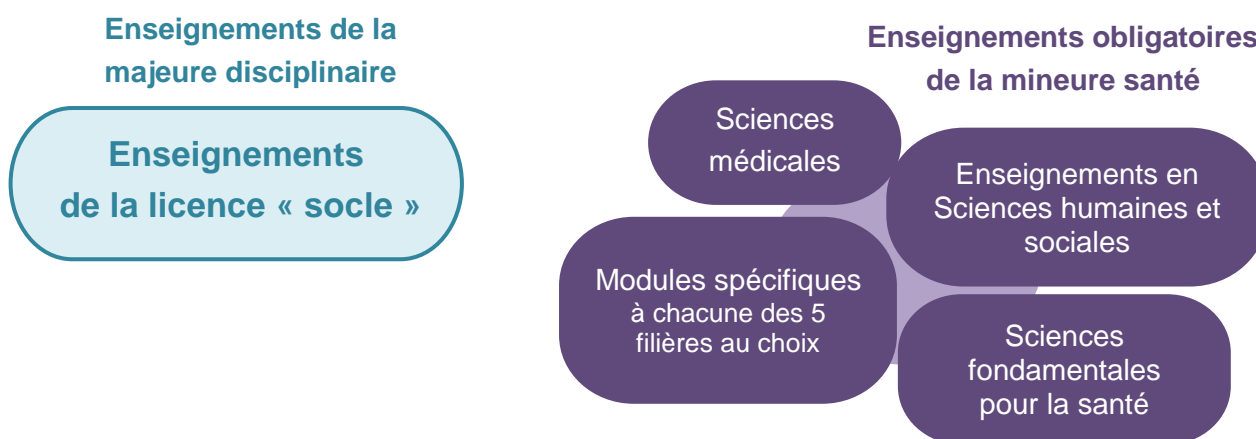 Enseignements de la
majeure disciplinaire
Enseignements
de la licence « socle »
Enseignements obligatoires
de la mineure santé
Sciences
médicales
Enseignements en
Sciences humaines et
sociales
Modules spécifiques
à chacune des 5
filières au choix
Sciences
fondamentales
pour la santé